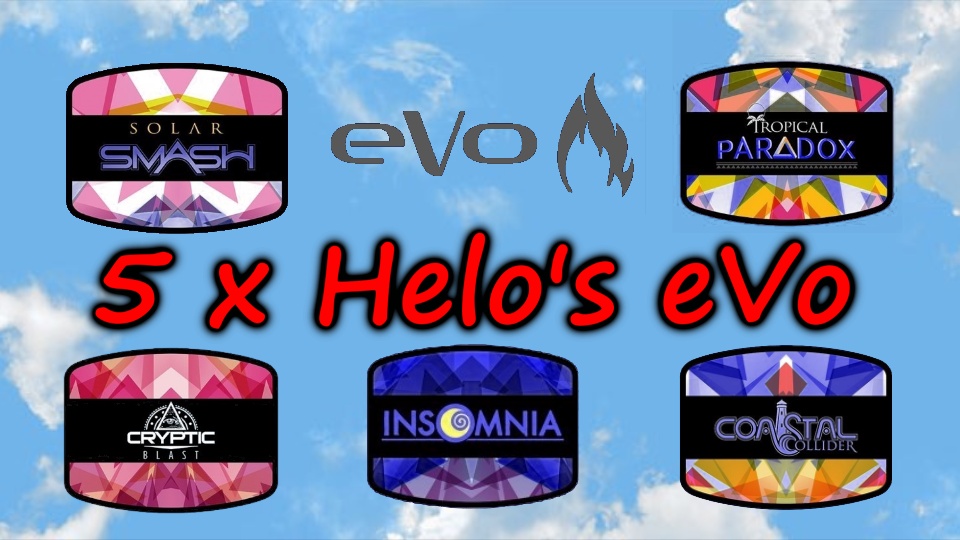 SOLAR
SMASH
eVo
TROPICAL
PARADOX
5 x Helo's eVo
CRYPTIC
BLAST
INSOMNIA
COASTAL
COLLIDER